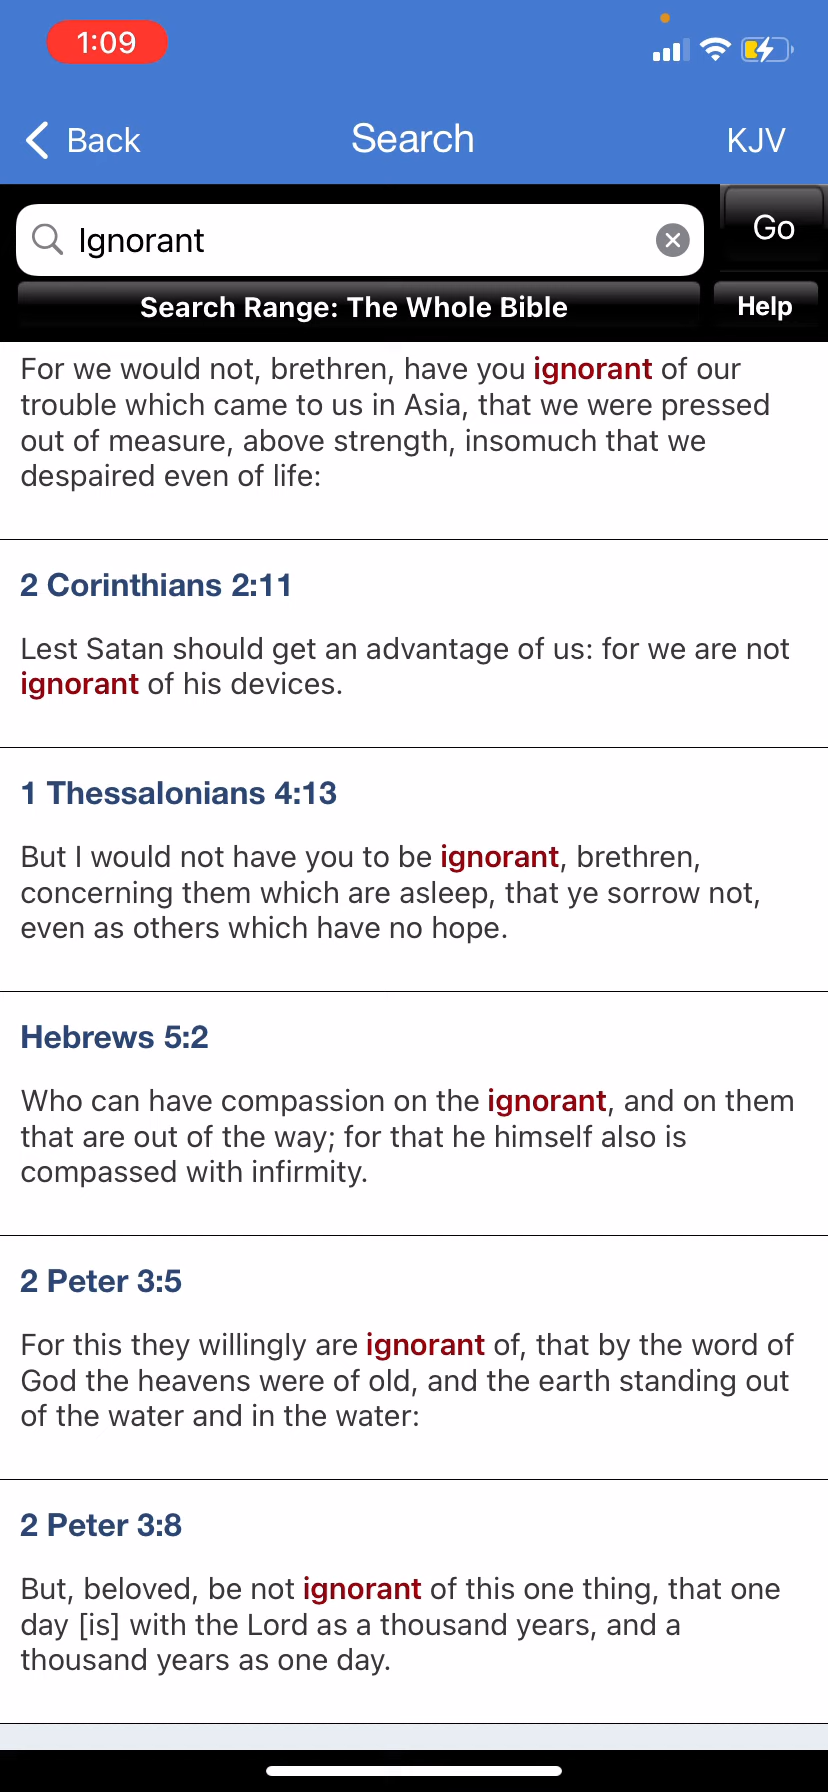 1:09
Back
Search
KJV
Ignorant
Go
Search Range: The Whole Bible
Help
For we would not, brethren, have you ignorant of our
trouble which came to us in Asia, that we were pressed
out of measure, above strength, insomuch that we
despaired even of life:
2 Corinthians 2:11
Lest Satan should get an advantage of us: for we are not
ignorant of his devices.
1 Thessalonians 4:13
But I would not have you to be ignorant, brethren,
concerning them which are asleep, that ye sorrow not,
even as others which have no hope.
Hebrews 5:2
Who can have compassion on the ignorant, and on them
that are out of the way; for that he himself also is
compassed with infirmity.
2 Peter 3:5
For this they willingly are ignorant of, that by the word of
God the heavens were of old, and the earth standing out
of the water and in the water:
2 Peter 3:8
But, beloved, be not ignorant of this one thing, that one
day [is] with the Lord as a thousand years, and a
thousand years as one day.